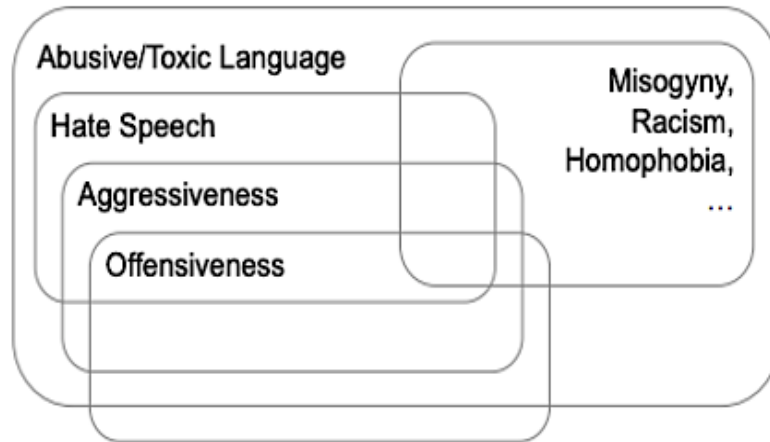 Abusive/Toxic Language
Hate Speech
Aggressiveness
Offensiveness
Misogyny,
Racism,
Homophobia,
...